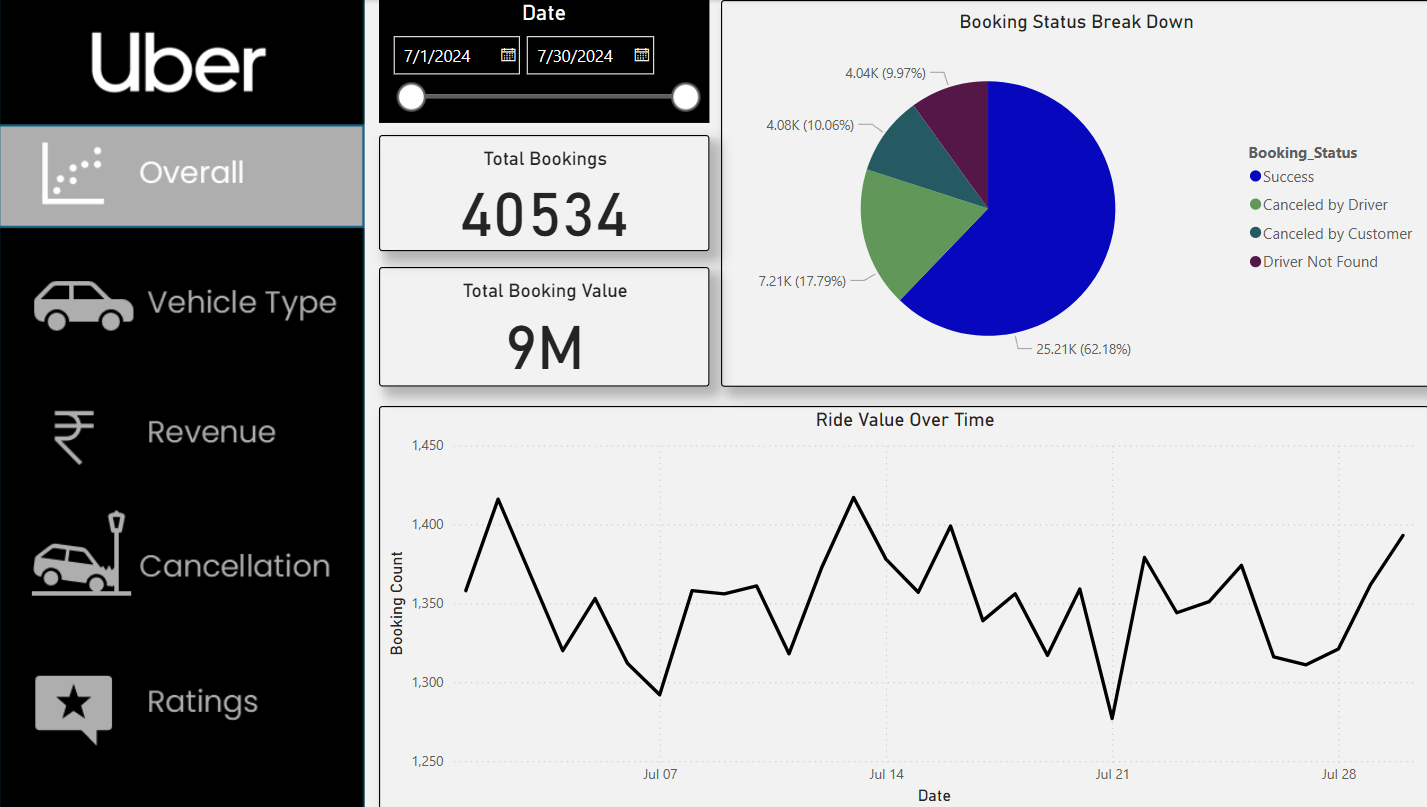 Uber
Overall
Vehicle Type
Revenue
Cancellation
Ratings
Date
7/1/2024
7/30/2024
Total Bookings
40534
Total Booking Value
9M
Booking Status Break Down
4.04K (9.97%)
4.08K (10.06%)
7.21K (17.79%)
25.21K (62.18%)
Booking_Status
Success
Canceled by Driver
Canceled by Customer
Driver Not Found
Ride Value Over Time
Booking Count
1,450
1,400
1,350
1,300
1,250
Jul 07
Jul 14
Jul 21
Jul 28
Date